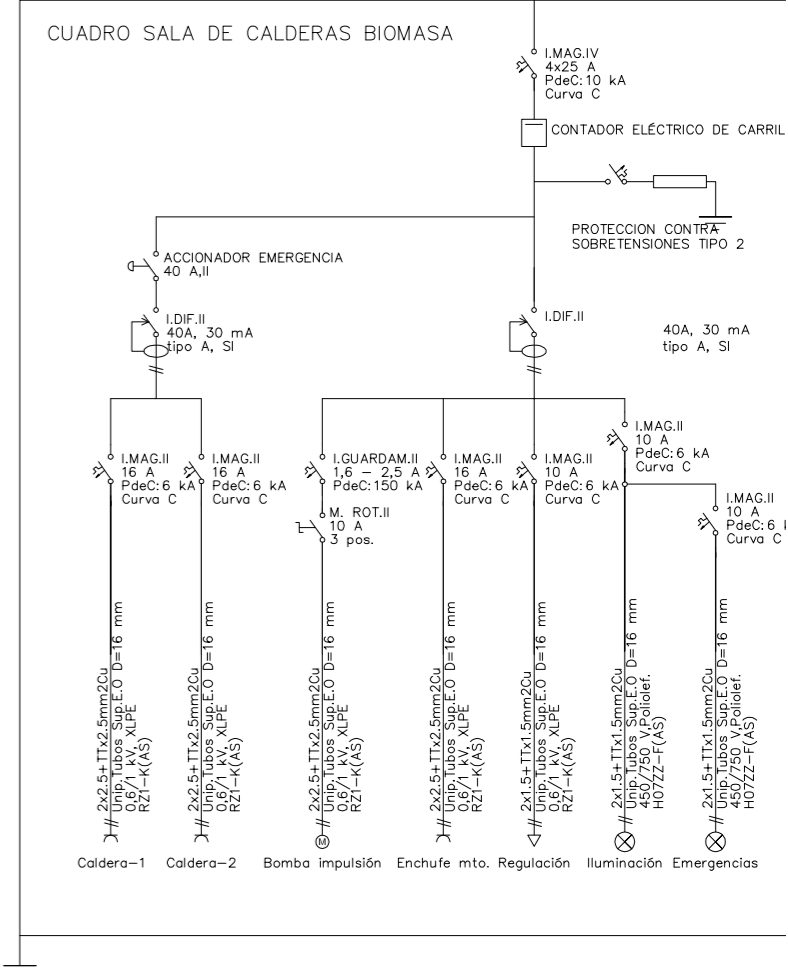 CUADRO SALA DE CALDERAS BIOMASA
I.MAG.IV
4x25 A
PdeC:10 kA
Curva C
CONTADOR ELÉCTRICO DE CARRIL
PROTECCION CONTRA
SOBRETENSIONES TIPO 2
ACCIONADOR EMERGENCIA
40 A,II
I.DIF.II
40A, 30 mA
tipo A, SI
I.DIF.II
40A, 30 mA
tipo A, SI
I.MAG.II
16 A
PdeC:6 kA
Curva C
I.MAG.II
16 A
PdeC:6 kA
Curva C
I.GUARDAM.II
1,6 – 2,5 A
PdeC:150 kA
M. ROT.II
10 A
3 pos.
I.MAG.II
16 A
PdeC:6 kA
Curva C
I.MAG.II
10 A
PdeC:6 kA
Curva C
I.MAG.II
10 A
PdeC:6 kA
Curva C
I.MAG.II
10 A
PdeC:6 k
Curva C
2x2.5+TTx2.5mm2Cu
Unip.Tubos Sup.E.O D=16 mm
0,6/1 kV, XLPE
RZ1-K(AS)
2x2.5+TTx2.5mm2Cu
Unip.Tubos Sup.E.O D=16 mm
0,6/1 kV, XLPE
RZ1-K(AS)
2x2.5+TTx2.5mm2Cu
Unip.Tubos Sup.E.O D=16 mm
0,6/1 kV, XLPE
RZ1-K(AS)
2x2.5+TTx2.5mm2Cu
Unip.Tubos Sup.E.O D=16 mm
0,6/1 kV, XLPE
RZ1-K(AS)
2x1.5+TTx1.5mm2Cu
Unip.Tubos Sup.E.O D=16 mm
0,6/1 kV, XLPE
RZ1-K(AS)
2x1.5+TTx1.5mm2Cu
Unip.Tubos Sup.E.O D=16 mm
450/750 V,Poliolef.
H07ZZ-F(AS)
2x1.5+TTx1.5mm2Cu
Unip.Tubos Sup.E.O D=16 mm
450/750 V,Poliolef.
H07ZZ-F(AS)
M
Caldera-1 Caldera-2 Bomba impulsión Enchufe mto. Regulación Iluminación Emergencias